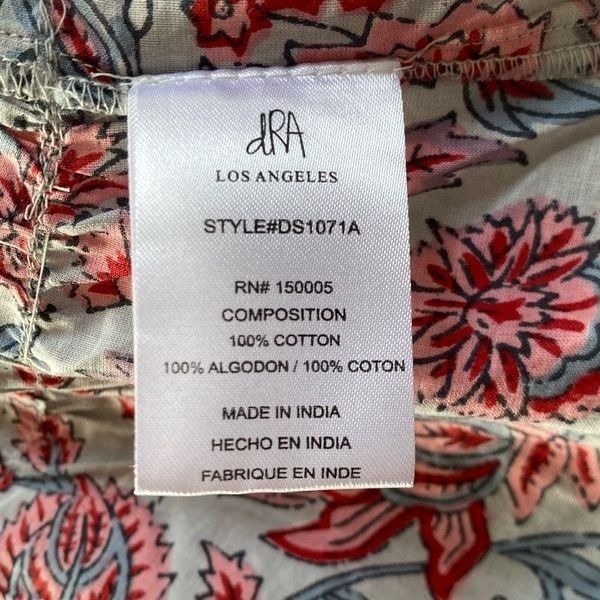 dRA
LOS ANGELES
STYLE#DS1071A
RN# 150005
COMPOSITION
100% COTTON
100% ALGODON / 100% COTON
MADE IN INDIA
HECHO EN INDIA
FABRIQUE EN INDE